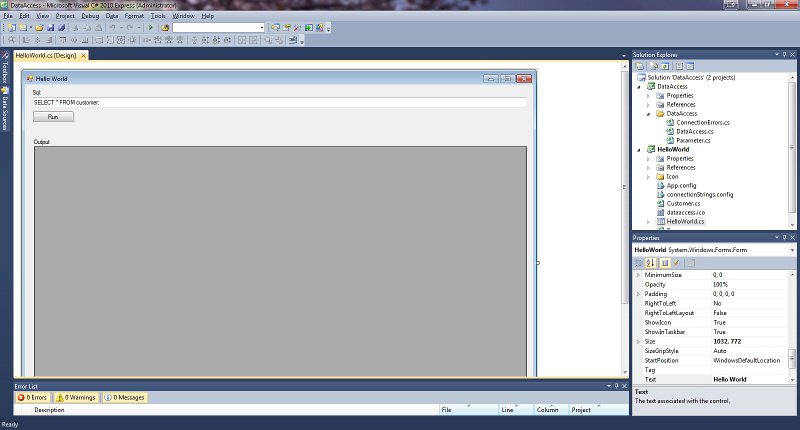 DataAccess - Microsoft Visual C# 2010 Express (Administrator)
File Edit View Project Debug Data Format Tools Window Help
HelloWorld.cs [Design]
Toolbox
Data Sources
Hello World
Sql
SELECT * FROM customer;
Run
Output
Solution Explorer
Solution 'DataAccess' (2 projects)
DataAccess
Properties
References
DataAccess
ConnectionErrors.cs
DataAccess.cs
Parameter.cs
HelloWorld
Properties
References
Icon
App.config
connectionStrings.config
Customer.cs
dataaccess.ico
HelloWorld.cs
Properties
HelloWorld System.Windows.Forms.Form
MinimumSize 0, 0
Opacity 100%
Padding 0, 0, 0, 0
RightToLeft No
RightToLeftLayout False
ShowIcon True
ShowInTaskbar True
Size 1032, 772
SizeGripStyle Auto
StartPosition WindowsDefaultLocation
Tag
Text Hello World
Text
The text associated with the control.
Error List
0 Errors 0 Warnings 0 Messages
Description File Line Column Project
Ready